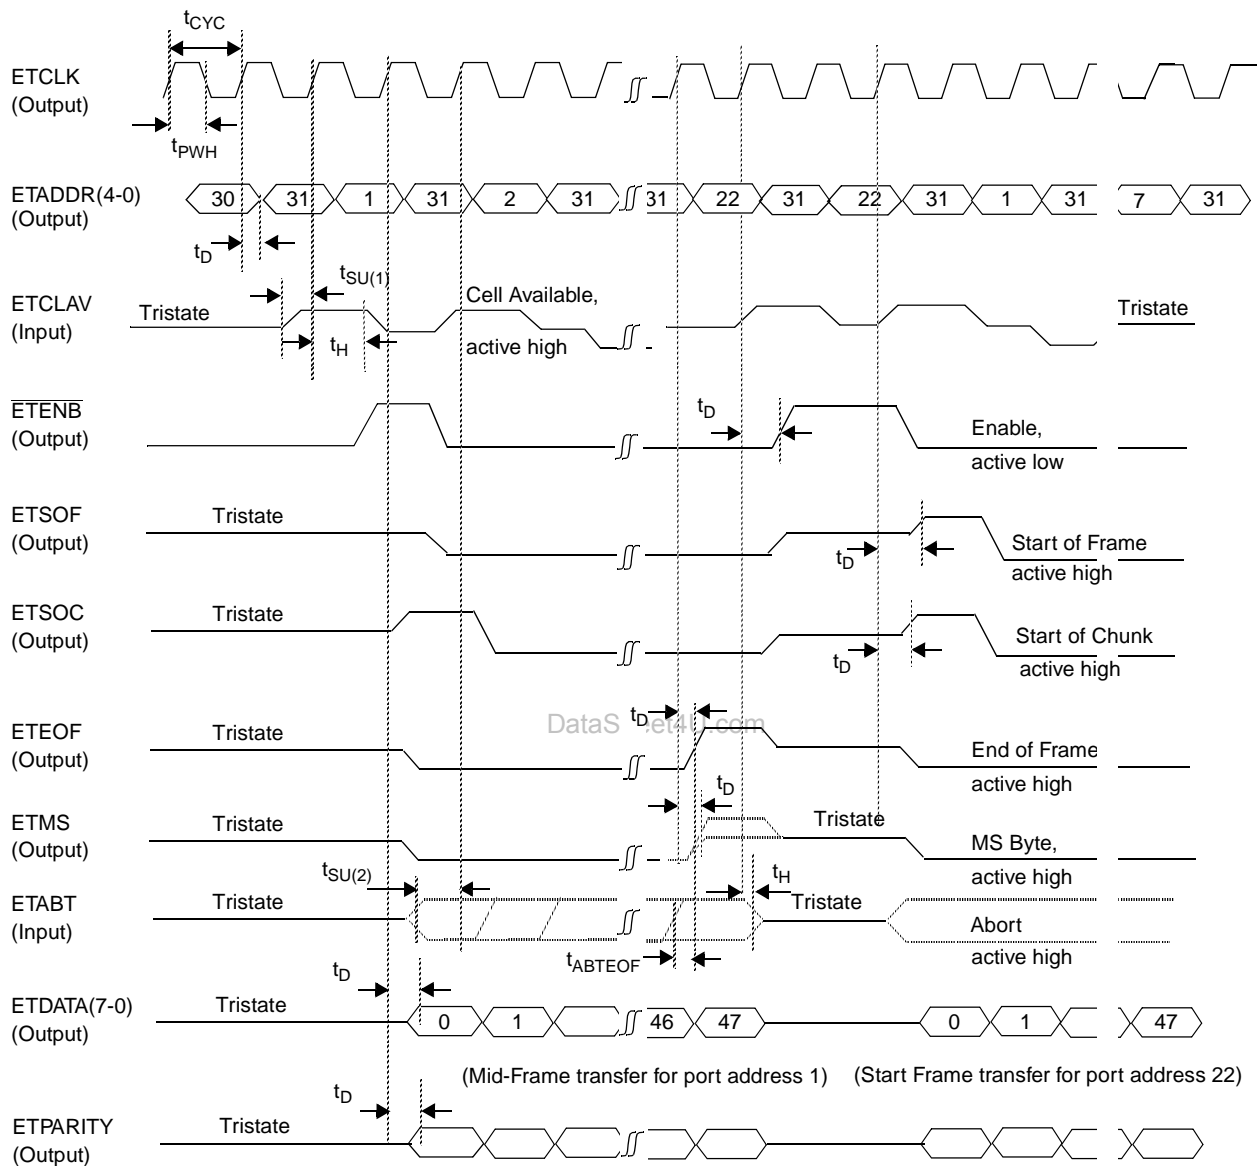 tCYC
ETCLK
(Output)
tPWH
ETADDR(4-0)
(Output)
30 31 1 31 2 31 31 22 31 22 31 1 31 7 31
tD
tSU(1)
ETCLAV
(Input)
Tristate
Cell Available,
active high
Tristate
tH
ETENB
(Output)
tD
Enable,
active low
ETSOF
(Output)
Tristate
tD
Start of Frame
active high
ETSOC
(Output)
Tristate
tD
Start of Chunk
active high
ETEOF
(Output)
Tristate
tD
End of Frame
active high
ETMS
(Output)
Tristate
tD
Tristate
MS Byte,
active high
ETABT
(Input)
Tristate
tSU(2)
tH
Tristate
Abort
active high
tABTEOF
ETDATA(7-0)
(Output)
Tristate
tD
0 1 46 47 0 1 47
(Mid-Frame transfer for port address 1) (Start Frame transfer for port address 22)
ETPARITY
(Output)
Tristate
tD